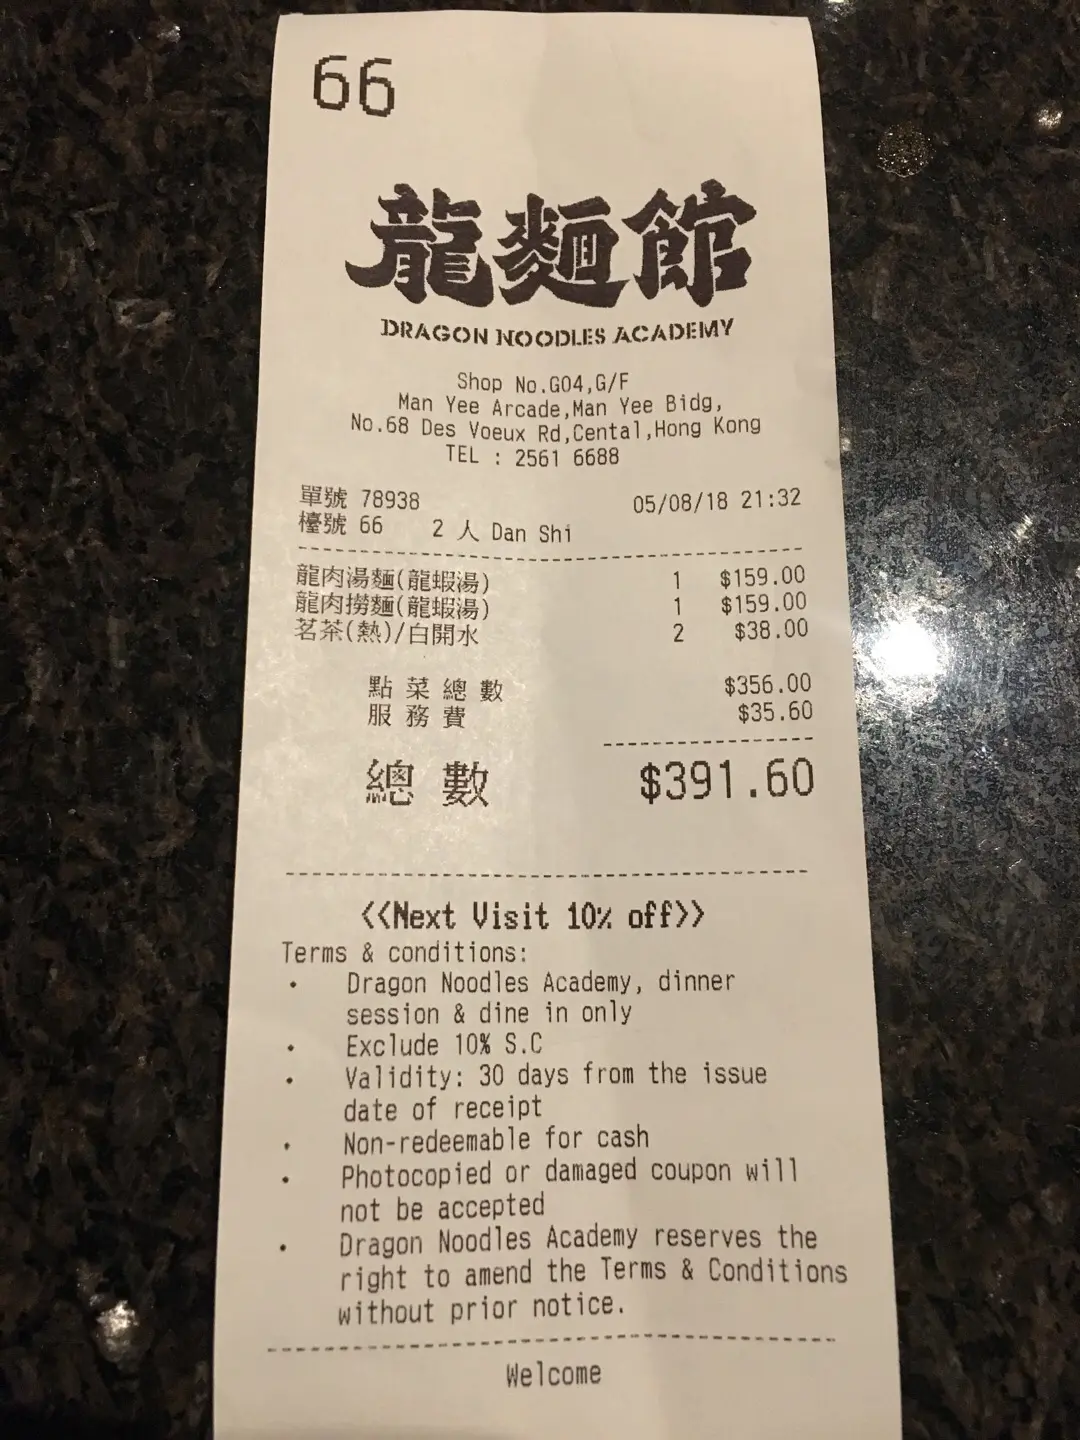 66
龍麵館
DRAGON NOODLES ACADEMY
Shop No.G04,G/F
Man Yee Arcade,Man Yee Bidg,
No.68 Des Voeux Rd,Cental,Hong Kong
TEL : 2561 6688
單號 78938 05/08/18 21:32
檯號 66 2 人 Dan Shi
龍肉湯麵(龍蝦湯) 1 $159.00
龍肉撈麵(龍蝦湯) 1 $159.00
茗茶(熱)/白開水 2 $38.00
點菜總數 $356.00
服務費 $35.60
總數 $391.60
<<Next Visit 10% off>>
Terms & conditions:
• Dragon Noodles Academy, dinner
session & dine in only
• Exclude 10% S.C
• Validity: 30 days from the issue
date of receipt
• Non-redeemable for cash
• Photocopied or damaged coupon will
not be accepted
• Dragon Noodles Academy reserves the
right to amend the Terms & Conditions
without prior notice.
Welcome